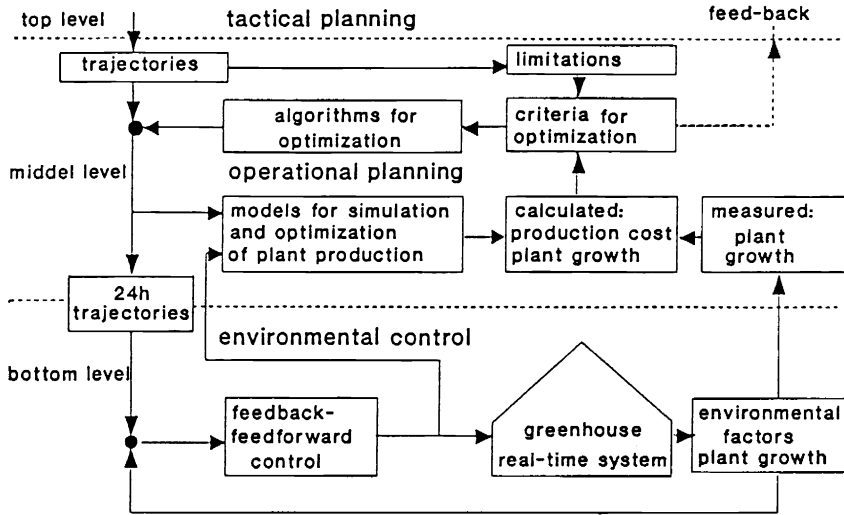 top level
tactical planning
feed-back
trajectories
limitations
algorithms for
optimization
criteria for
optimization
middel level
operational planning
models for simulation
and optimization
of plant production
calculated:
production cost
plant growth
measured:
plant
growth
24h
trajectories
environmental control
bottom level
feedback-
feedforward
control
greenhouse
real-time system
environmental
factors
plant growth